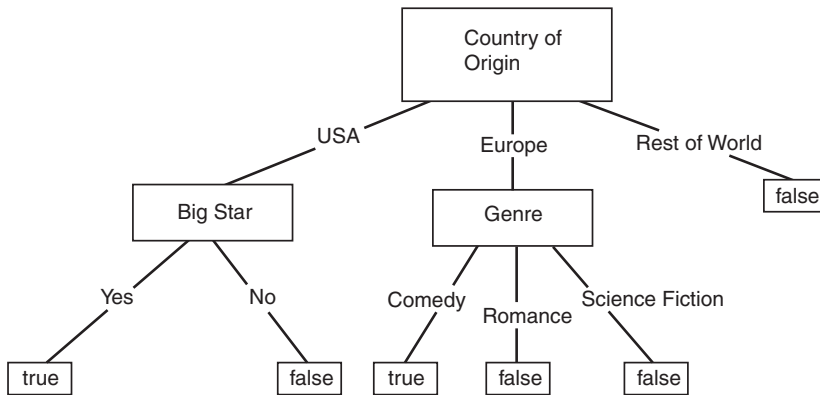 Country of
Origin
USA
Europe
Rest of World
false
Big Star
Genre
Yes
No
Comedy
Romance
Science Fiction
true
false
true
false
false